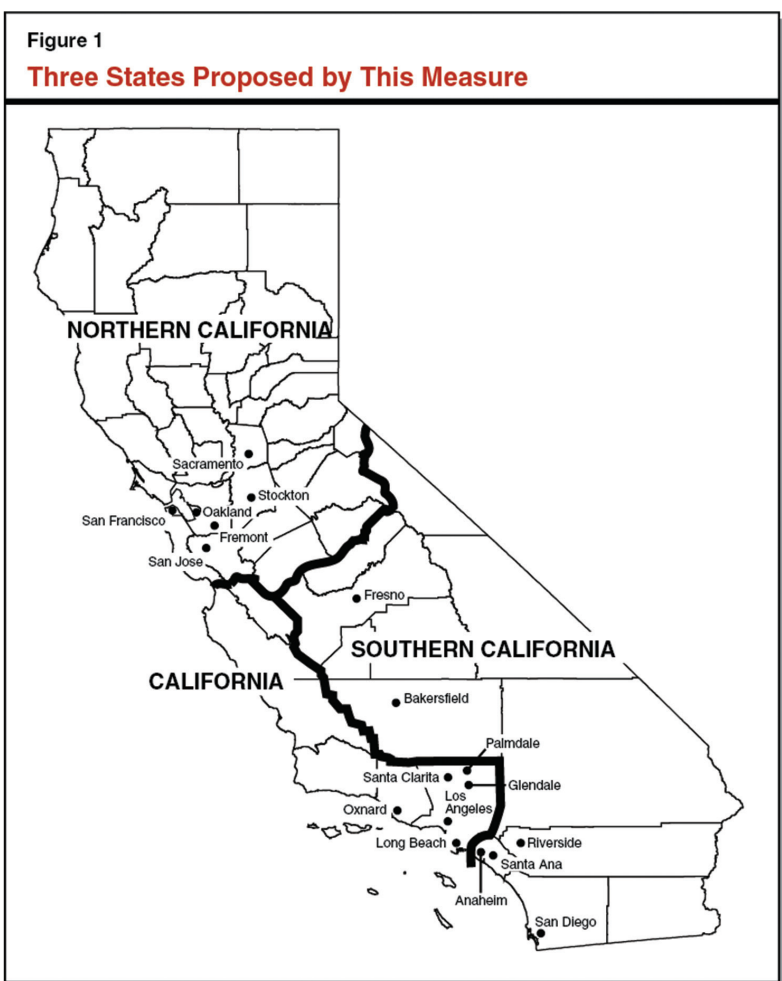 Figure 1
Three States Proposed by This Measure
NORTHERN CALIFORNIA
Sacramento
Stockton
San Francisco
Oakland
Fremont
San Jose
Fresno
SOUTHERN CALIFORNIA
CALIFORNIA
Bakersfield
Palmdale
Santa Clarita
Glendale
Los
Angeles
Oxnard
Long Beach
Riverside
Santa Ana
Anaheim
San Diego